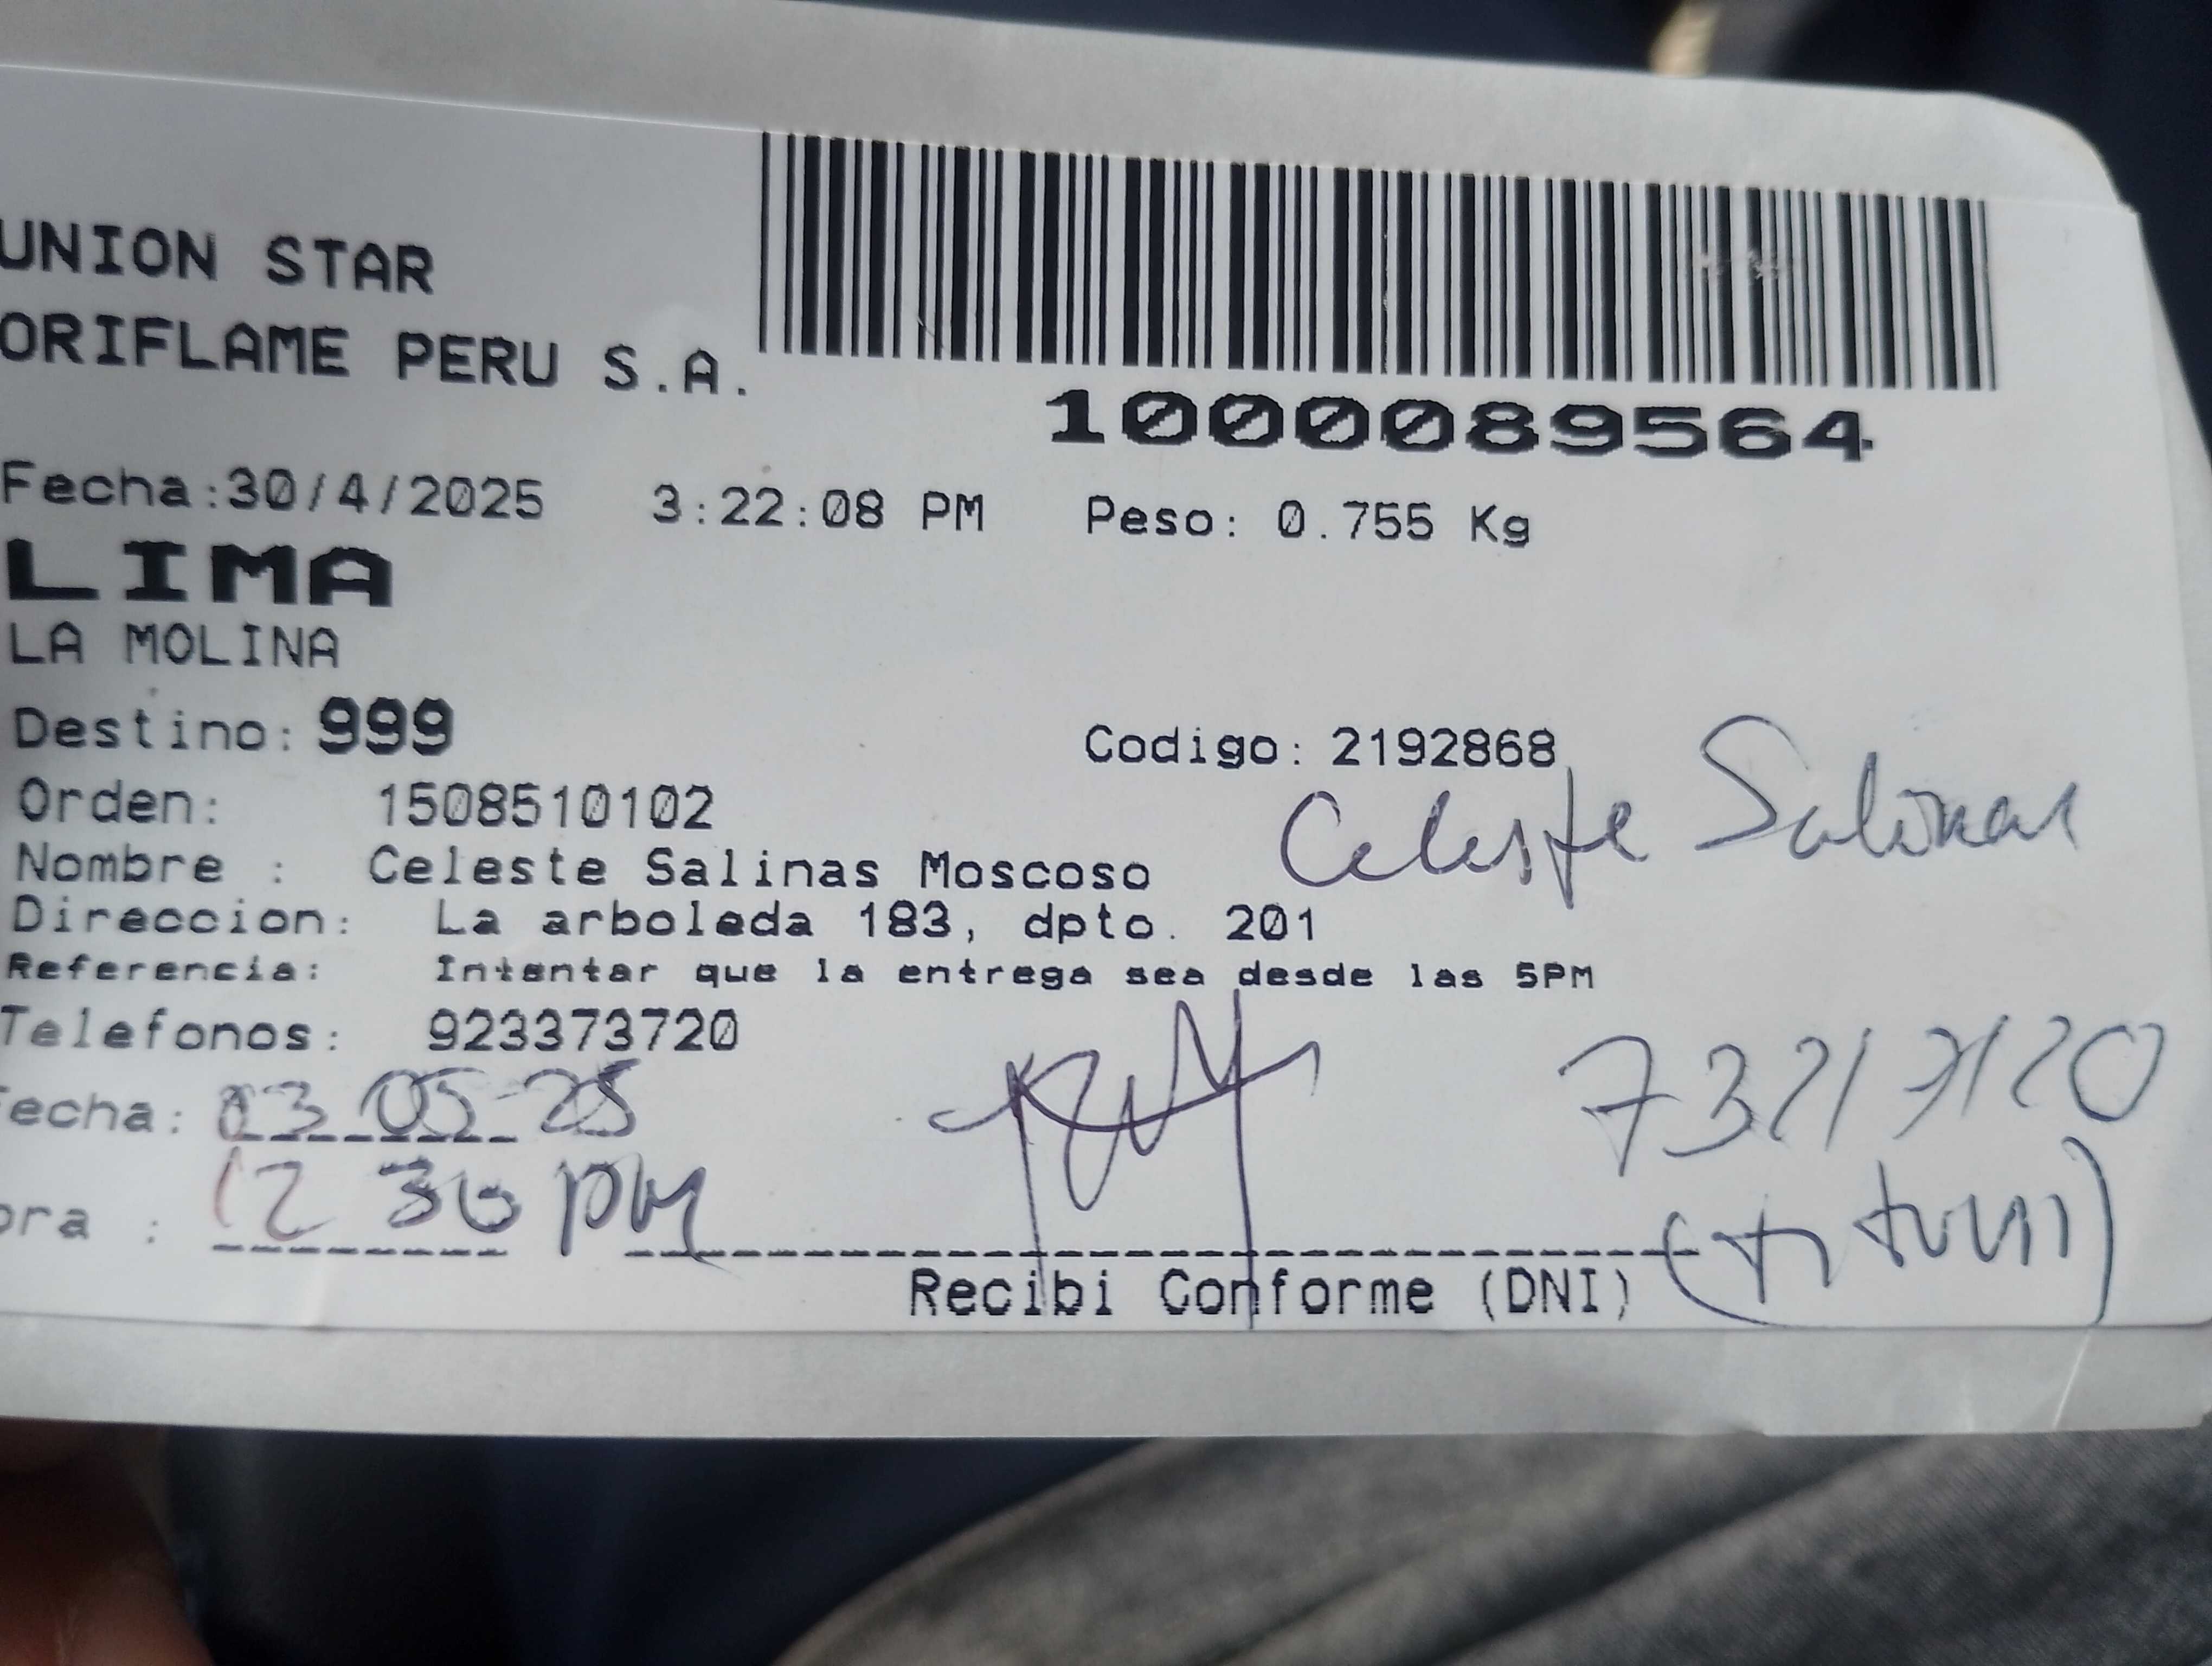 UNION STAR
ORIFLAME PERU S.A.
1000089564
Fecha:30/4/2025 3:22:08 PM Peso: 0.755 Kg
LIMA
LA MOLINA
Destino: 999 Codigo: 2192868
Orden: 1508510102
Celeste Salinas
Nombre : Celeste Salinas Moscoso
Direccion: La arboleda 183, dpto. 201
Referencia: Intentar que la entrega sea desde las 5PM
Telefonos: 923373720
echa: 03 05 25
ora : 12 30 pm
Recibi Conforme (DNI)